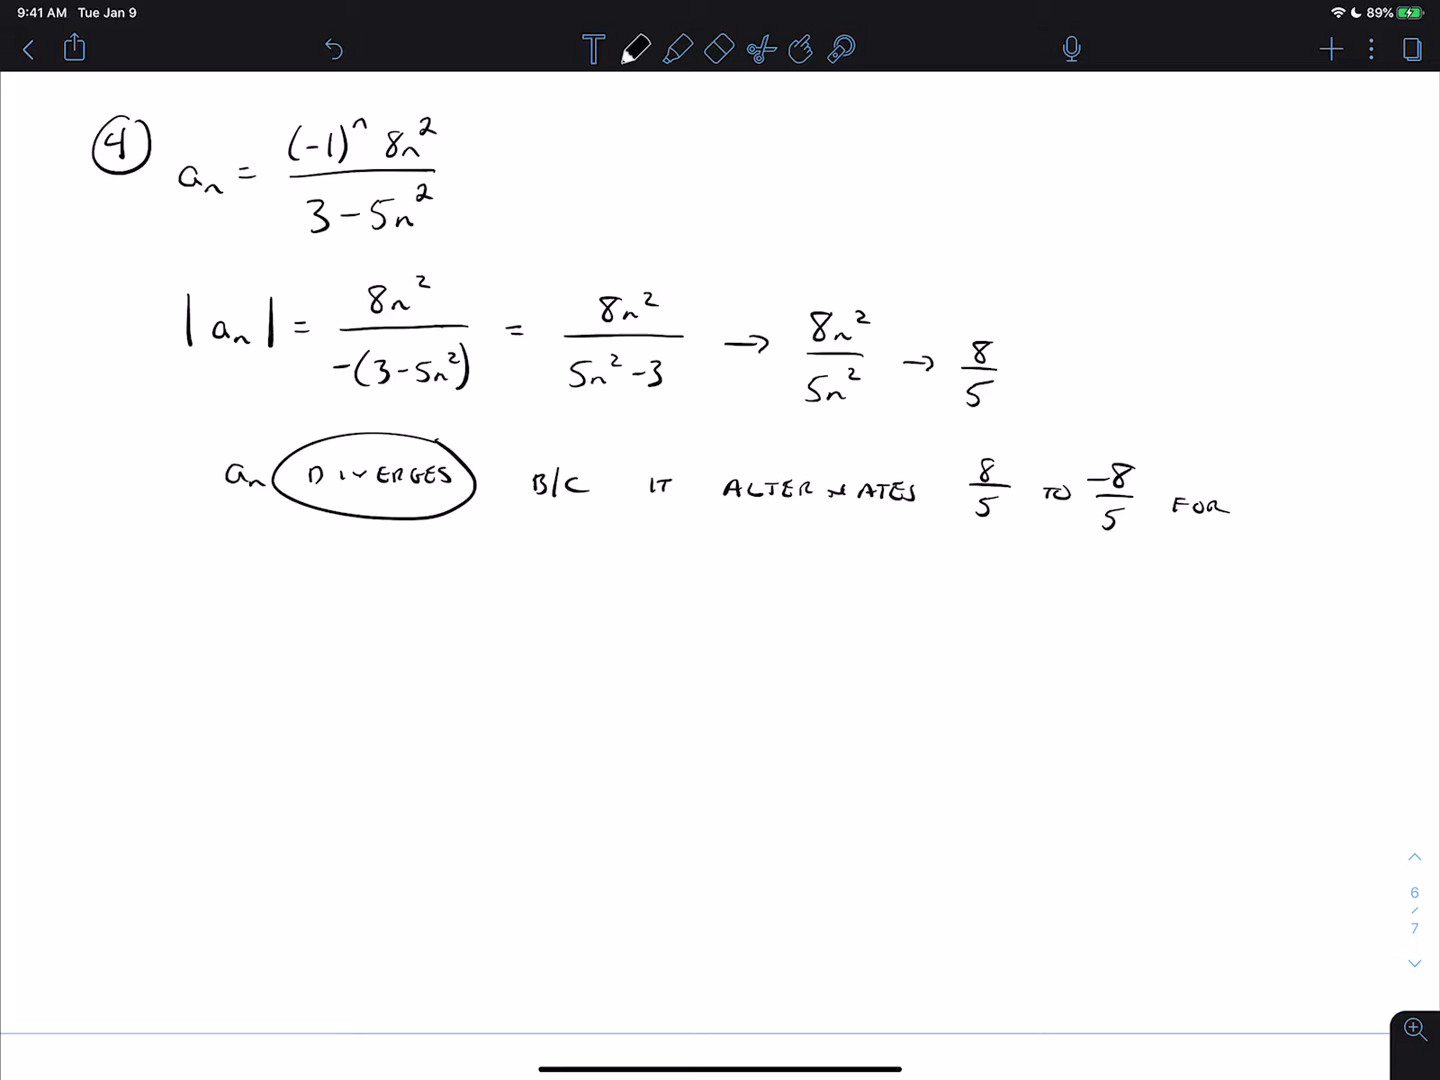 9:41 AM Tue Jan 9 89%
T
④ aₙ = (-1)ⁿ 8n² / (3 - 5n²)
|aₙ| = 8n² / -(3 - 5n²) = 8n² / (5n² - 3) → 8n² / 5n² → 8/5
aₙ DIVERGES B/C IT ALTERNATES 8/5 TO -8/5 FOR
6
/
7